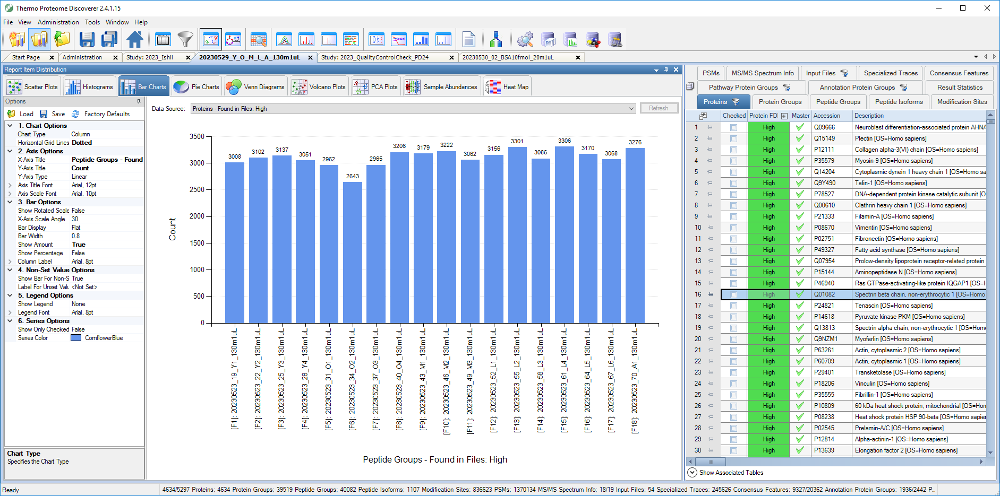 Thermo Proteome Discoverer 2.4.1.15
File View Administration Tools Window Help
Start Page
Administration
Study: 2023_Ishii
20230529_Y_O_M_L_A_130m1uL
Study: 2023_QualityControlCheck_PD24
20230530_02_BSA10fmol_20m1uL
Report Item Distribution
Scatter Plots
Histograms
Bar Charts
Pie Charts
Venn Diagrams
Volcano Plots
PCA Plots
Sample Abundances
Heat Map
Options
Load Save Factory Defaults
1. Chart Options
Chart Type Column
Horizontal Grid Lines Dotted
2. Axis Options
X-Axis Title Peptide Groups - Found
Y-Axis Title Count
Y-Axis Type Linear
Axis Title Font Arial, 12pt
Axis Scale Font Arial, 10pt
3. Bar Options
Show Rotated Scale False
X-Axis Scale Angle 30
Bar Display Flat
Bar Width 0.8
Show Amount True
Show Percentage False
Column Label Arial, 8pt
4. Non-Set Value Options
Show Bar For Non-S True
Label For Unset Valu <Not Set>
5. Legend Options
Show Legend None
Legend Font Arial, 8pt
6. Series Options
Show Only Checked False
Series Color CornflowerBlue
Chart Type
Specifies the Chart Type
Data Source: Proteins - Found in Files: High Refresh
3500
3000
2500
2000
1500
1000
500
0
Count
3008
3102
3137
3051
2962
2643
2965
3206
3179
3222
3062
3156
3301
3086
3306
3170
3068
3276
[F1]: 20230523_19_Y1_130m1uL
[F2]: 20230523_22_Y2_130m1uL
[F3]: 20230523_25_Y3_130m1uL
[F4]: 20230523_28_Y4_130m1uL
[F5]: 20230523_31_O1_130m1uL
[F6]: 20230523_34_O2_130m1uL
[F7]: 20230523_37_O3_130m1uL
[F8]: 20230523_40_O4_130m1uL
[F9]: 20230523_43_M1_130m1uL
[F10]: 20230523_46_M2_130m1uL
[F11]: 20230523_49_M3_130m1uL
[F12]: 20230523_52_L1_130m1uL
[F13]: 20230523_55_L2_130m1uL
[F14]: 20230523_58_L3_130m1uL
[F15]: 20230523_61_L4_130m1uL
[F16]: 20230523_64_L5_130m1uL
[F17]: 20230523_67_L6_130m1uL
[F18]: 20230523_70_A1_130m1uL
Peptide Groups - Found in Files: High
PSMs
MS/MS Spectrum Info
Input Files
Specialized Traces
Consensus Features
Pathway Protein Groups
Annotation Protein Groups
Result Statistics
Proteins
Protein Groups
Peptide Groups
Peptide Isoforms
Modification Sites
Checked Protein FDI Master Accession Description
1 High Q09666 Neuroblast differentiation-associated protein AHNA
2 High Q15149 Plectin [OS=Homo sapiens]
3 High P12111 Collagen alpha-3(VI) chain [OS=Homo sapiens]
4 High P35579 Myosin-9 [OS=Homo sapiens]
5 High Q14204 Cytoplasmic dynein 1 heavy chain 1 [OS=Homo sa
6 High Q9Y490 Talin-1 [OS=Homo sapiens]
7 High P78527 DNA-dependent protein kinase catalytic subunit [O
8 High Q00610 Clathrin heavy chain 1 [OS=Homo sapiens]
9 High P21333 Filamin-A [OS=Homo sapiens]
10 High P08670 Vimentin [OS=Homo sapiens]
11 High P02751 Fibronectin [OS=Homo sapiens]
12 High P49327 Fatty acid synthase [OS=Homo sapiens]
13 High Q07954 Prolow-density lipoprotein receptor-related protein
14 High P15144 Aminopeptidase N [OS=Homo sapiens]
15 High P46940 Ras GTPase-activating-like protein IQGAP1 [OS=H
16 High Q01082 Spectrin beta chain, non-erythrocytic 1 [OS=Homo
17 High P24821 Tenascin [OS=Homo sapiens]
18 High P14618 Pyruvate kinase PKM [OS=Homo sapiens]
19 High Q13813 Spectrin alpha chain, non-erythrocytic 1 [OS=Homo
20 High Q9NZM1 Myoferlin [OS=Homo sapiens]
21 High P63261 Actin, cytoplasmic 2 [OS=Homo sapiens]
22 High P60709 Actin, cytoplasmic 1 [OS=Homo sapiens]
23 High P29401 Transketolase [OS=Homo sapiens]
24 High P18206 Vinculin [OS=Homo sapiens]
25 High P35555 Fibrillin-1 [OS=Homo sapiens]
26 High P10809 60 kDa heat shock protein, mitochondrial [OS=Hom
27 High P08238 Heat shock protein HSP 90-beta [OS=Homo sapien
28 High P02545 Prelamin-A/C [OS=Homo sapiens]
29 High P12814 Alpha-actinin-1 [OS=Homo sapiens]
30 High P13639 Elongation factor 2 [OS=Homo sapiens]
Show Associated Tables
Ready
4634/5297 Proteins; 4634 Protein Groups; 39519 Peptide Groups; 40082 Peptide Isoforms; 1107 Modification Sites; 836623 PSMs; 1370134 MS/MS Spectrum Info; 18/19 Input Files; 54 Specialized Traces; 245626 Consensus Features; 9327/20362 Annotation Protein Groups; 1936/2442 P...